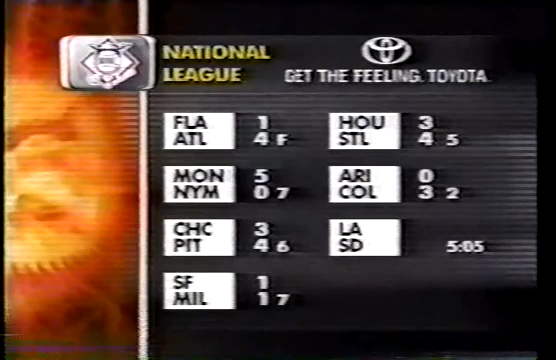 NATIONAL
LEAGUE
GET THE FEELING. TOYOTA.
FLA 1
ATL 4 F
HOU 3
STL 4 5
MON 5
NYM 0 7
ARI 0
COL 3 2
CHC 3
PIT 4 6
LA
SD 5:05
SF 1
MIL 1 7